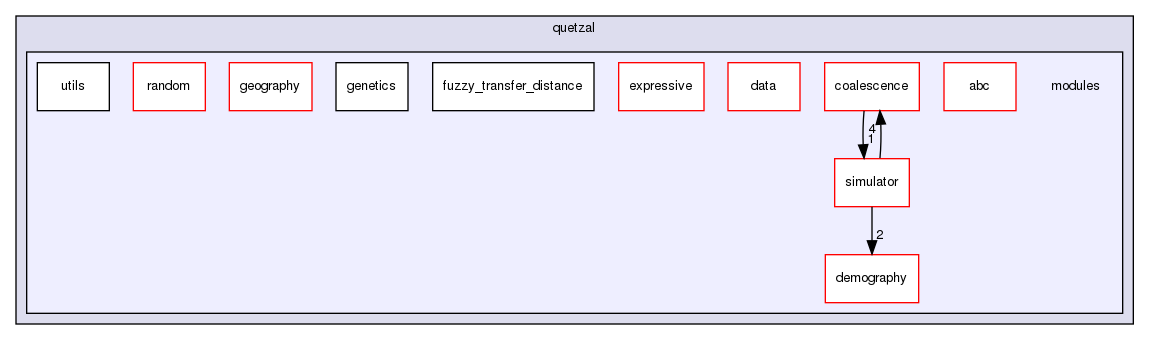 quetzal
utils
random
geography
genetics
fuzzy_transfer_distance
expressive
data
coalescence
abc
modules
4
1
simulator
2
demography